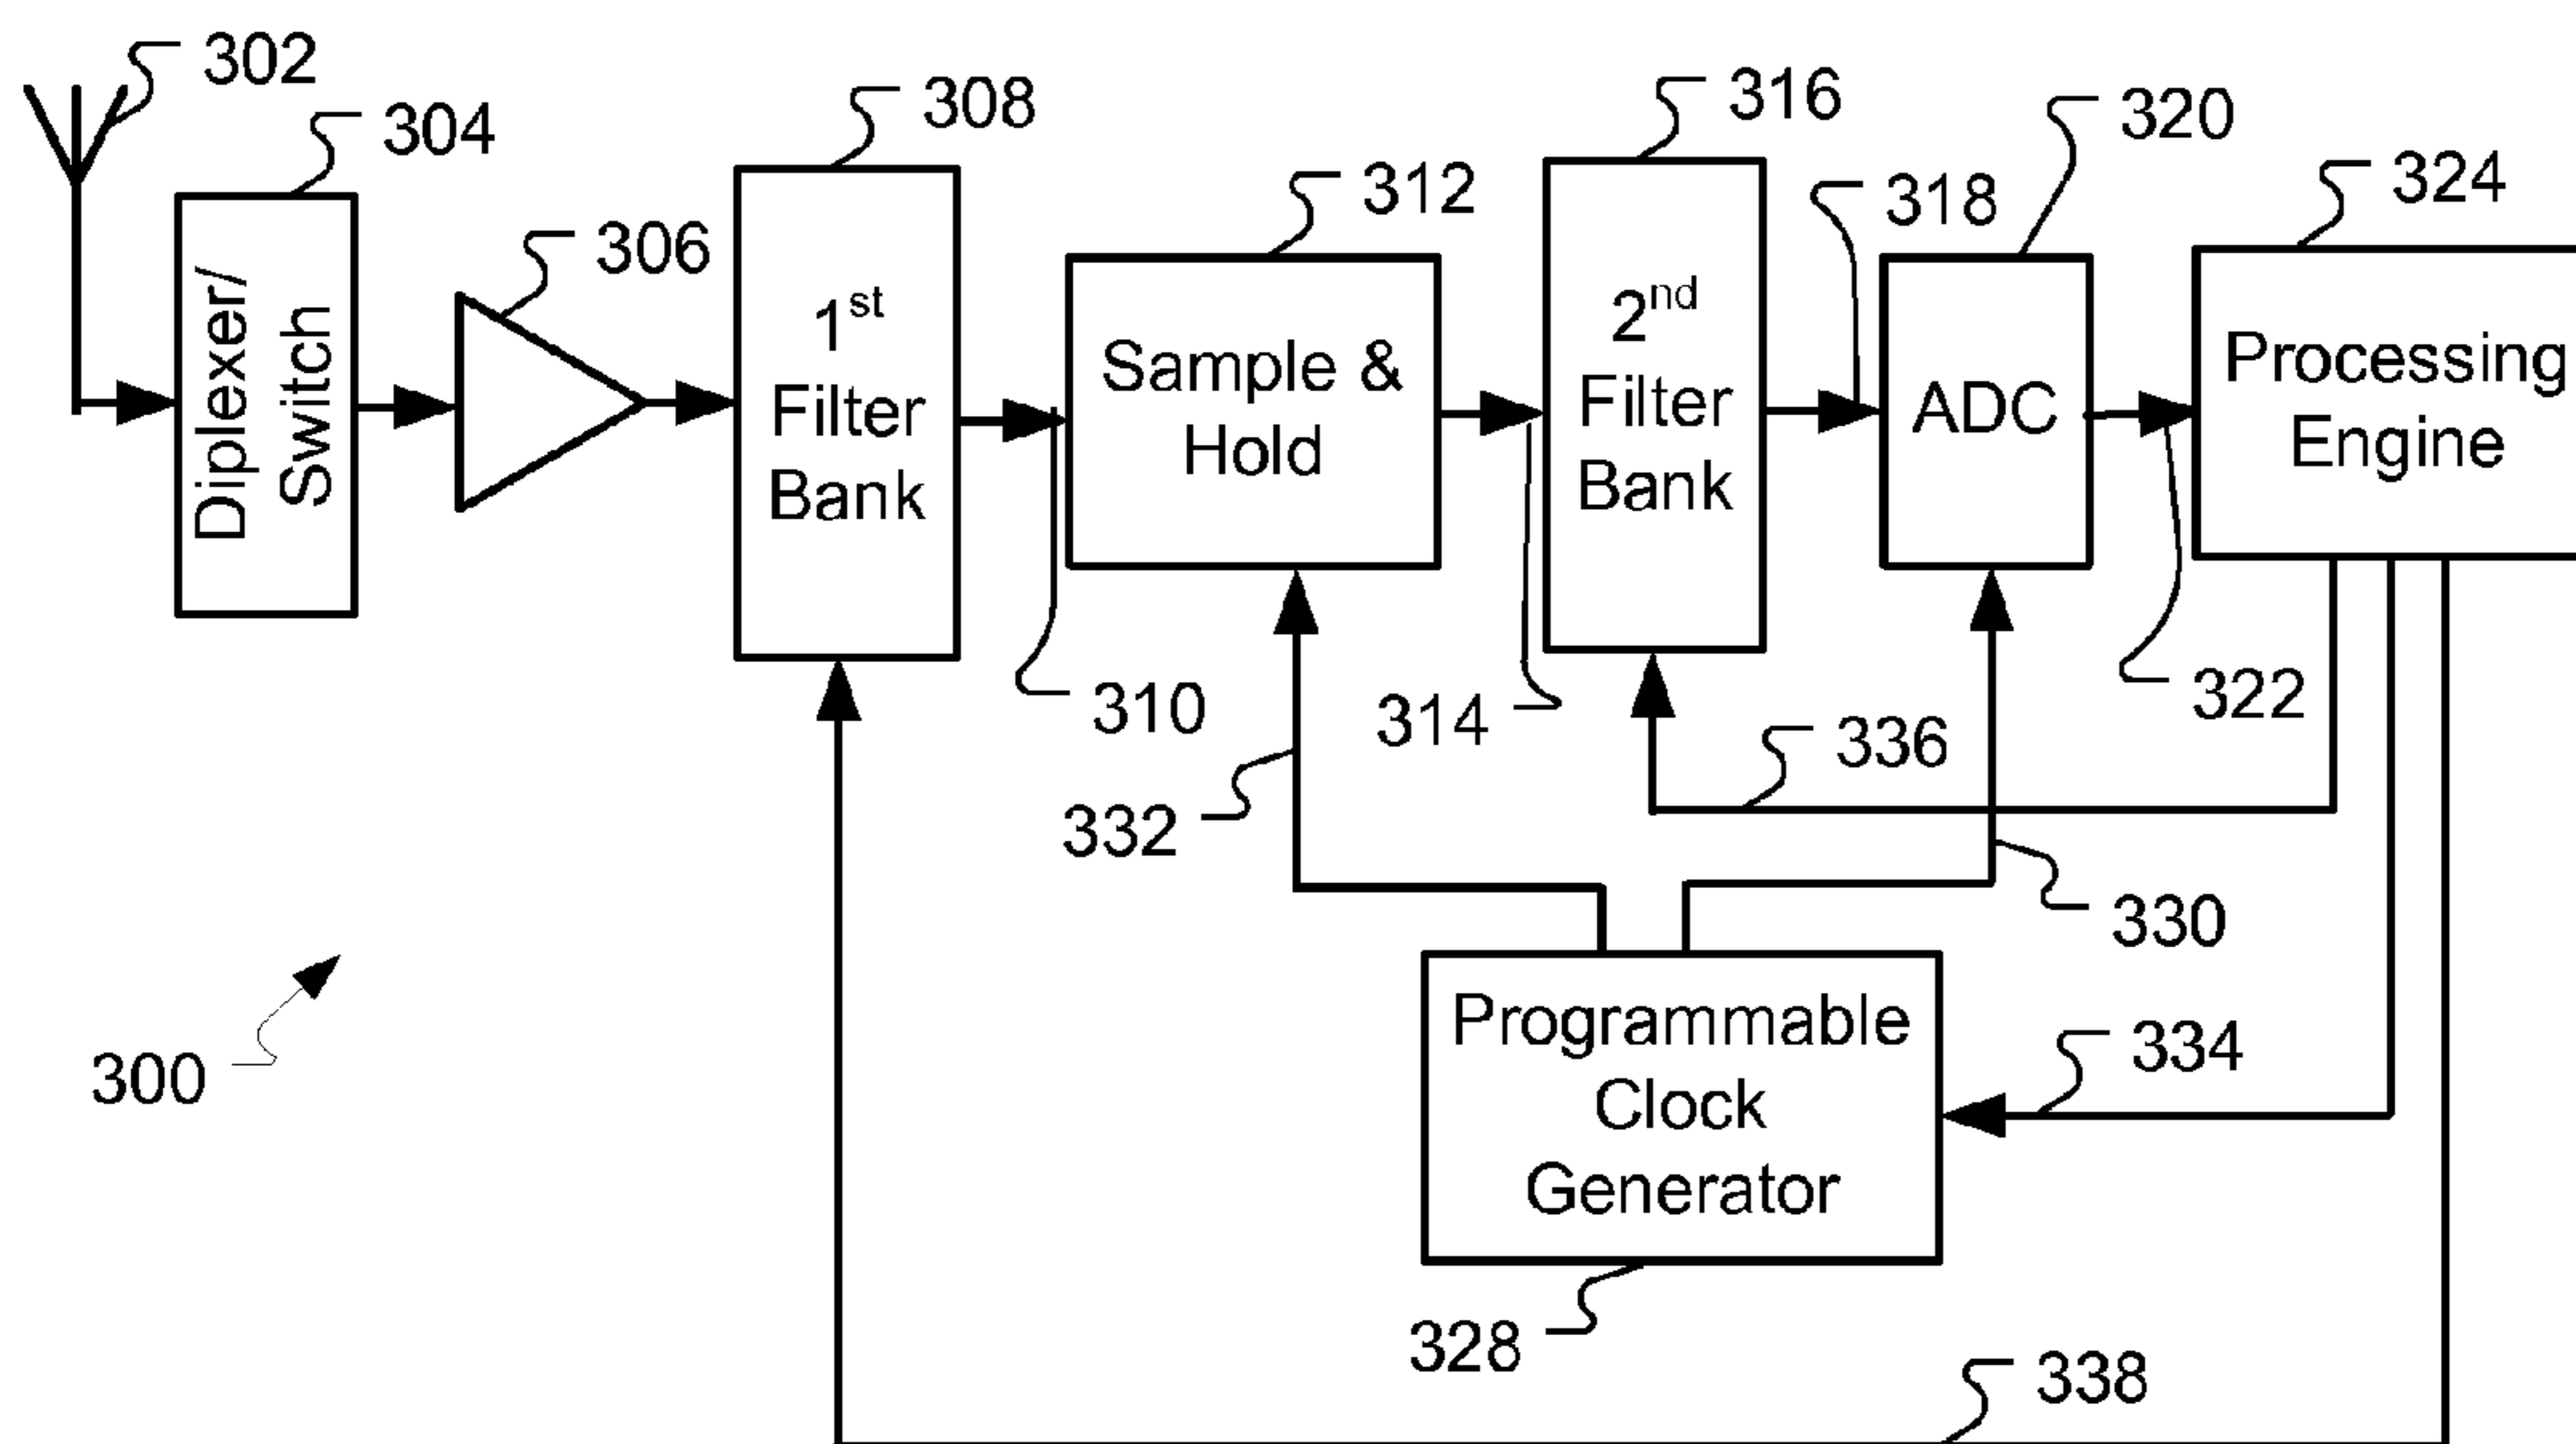 302
304
306
308
310
312
314
316
318
320
322
324
Diplexer/
Switch
1st
Filter
Bank
Sample &
Hold
2nd
Filter
Bank
ADC
Processing
Engine
332
336
330
Programmable
Clock
Generator
334
328
338
300